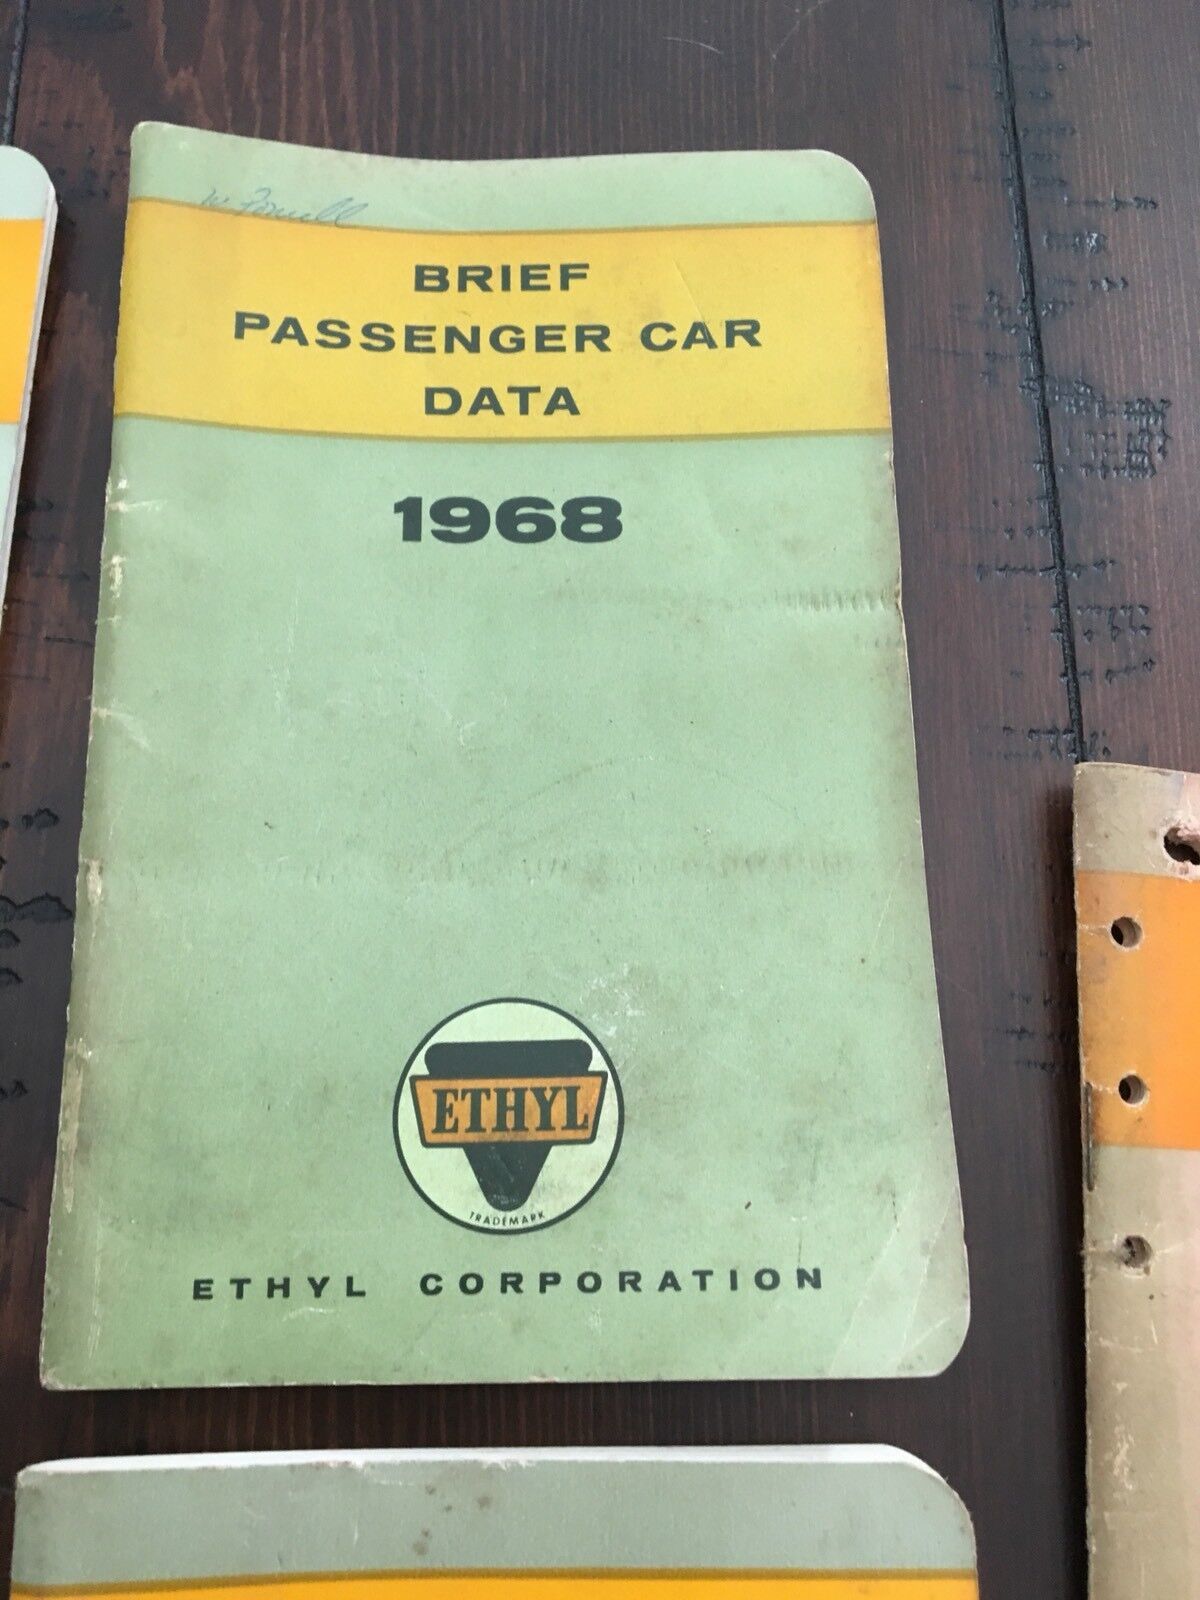 BRIEF
PASSENGER CAR
DATA
1968
ETHYL
TRADEMARK
ETHYL CORPORATION